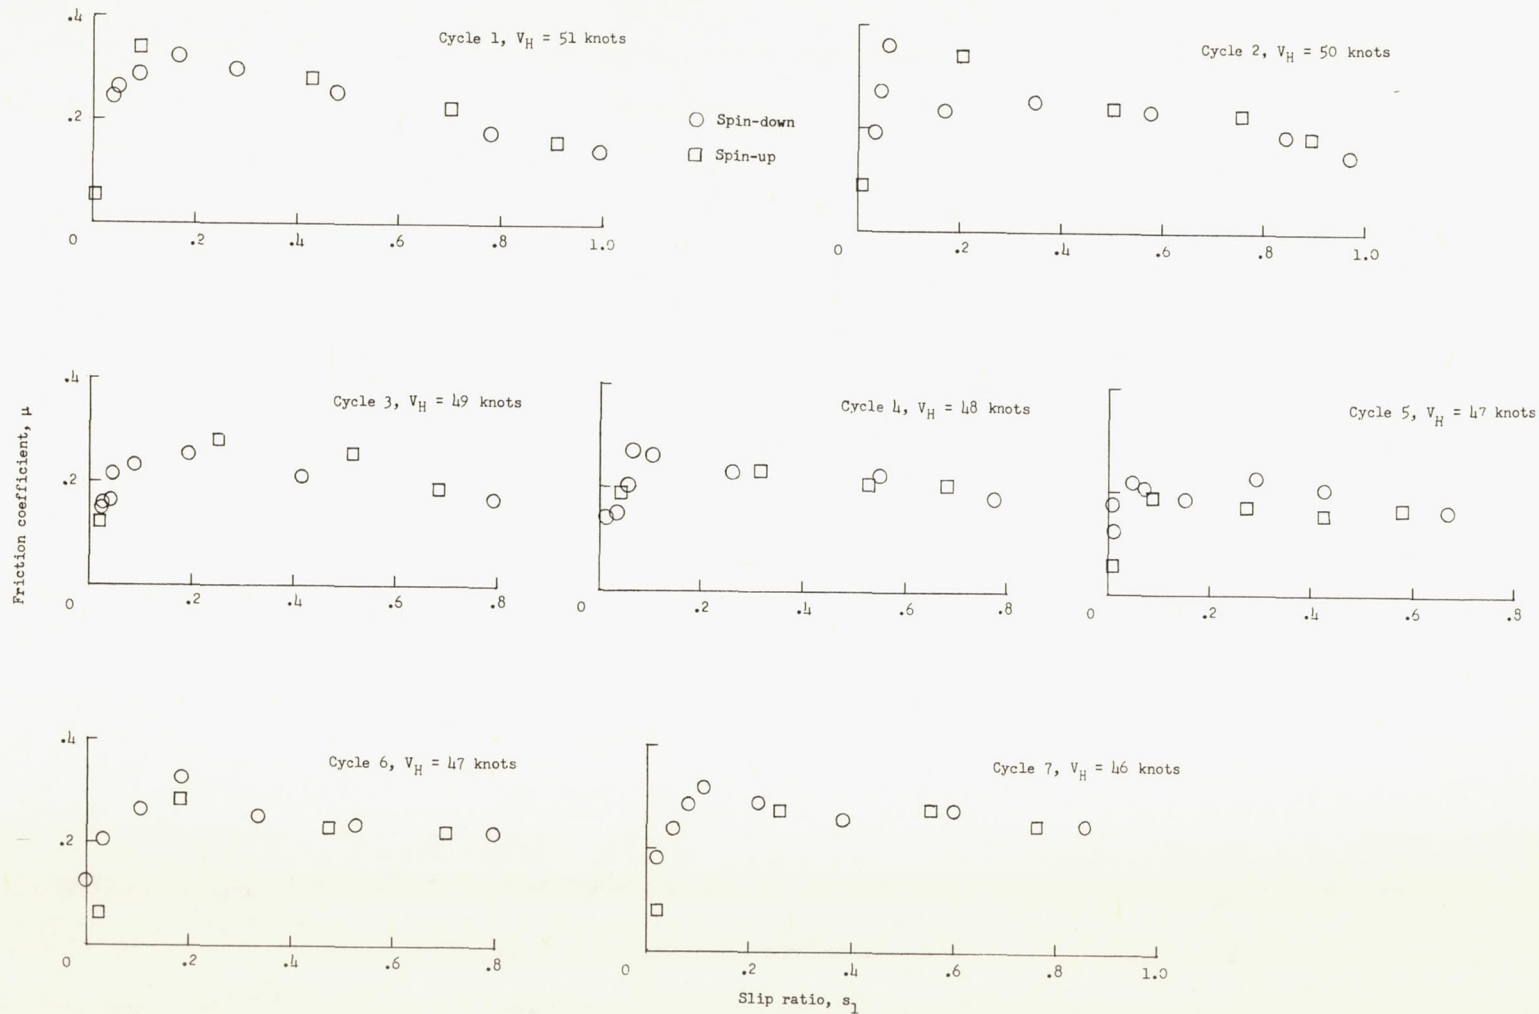 .4
Cycle 1, V_H = 51 knots
.2
0 .2 .4 .6 .8 1.0
Spin-down
Spin-up
Cycle 2, V_H = 50 knots
0 .2 .4 .6 .8 1.0
Friction coefficient, μ
.4
Cycle 3, V_H = 49 knots
.2
0 .2 .4 .6 .8
Cycle 4, V_H = 48 knots
0 .2 .4 .6 .8
Cycle 5, V_H = 47 knots
0 .2 .4 .6 .8
.4
Cycle 6, V_H = 47 knots
.2
0 .2 .4 .6 .8
Cycle 7, V_H = 46 knots
0 .2 .4 .6 .8 1.0
Slip ratio, s_1